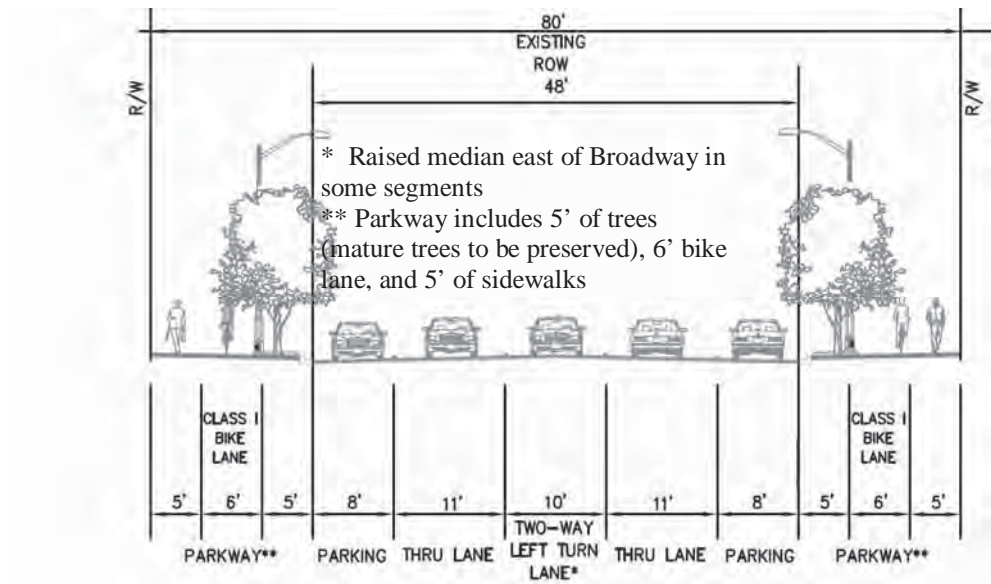 80'
EXISTING
ROW
48'
R/W
R/W
* Raised median east of Broadway in
some segments
** Parkway includes 5’ of trees
(mature trees to be preserved), 6’ bike
lane, and 5’ of sidewalks
CLASS I
BIKE
LANE
CLASS I
BIKE
LANE
5' 6' 5' 8' 11' 10' 11' 8' 5' 6' 5'
PARKWAY** PARKING THRU LANE TWO-WAY
LEFT TURN
LANE* THRU LANE PARKING PARKWAY**